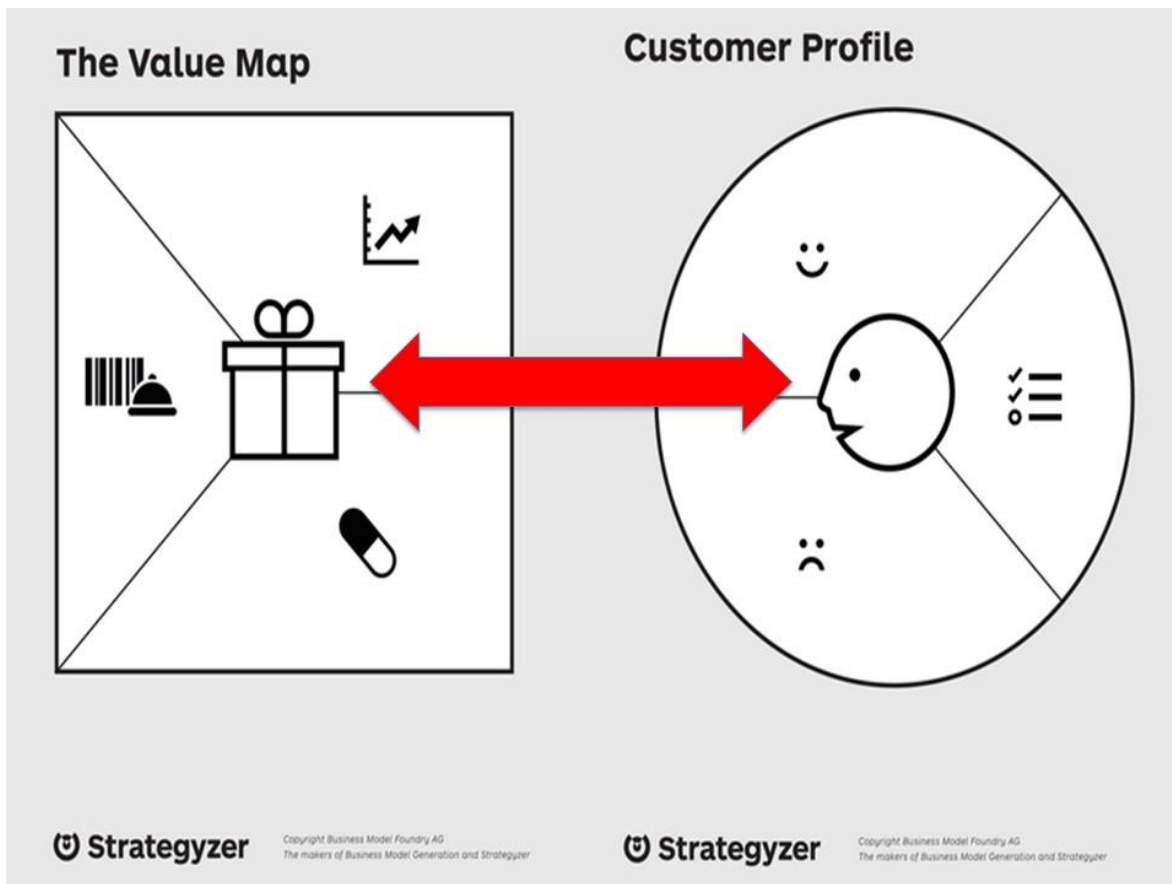 The Value Map
Customer Profile
Strategyzer
Copyright Business Model Foundry AG
The makers of Business Model Generation and Strategyzer
Strategyzer
Copyright Business Model Foundry AG
The makers of Business Model Generation and Strategyzer